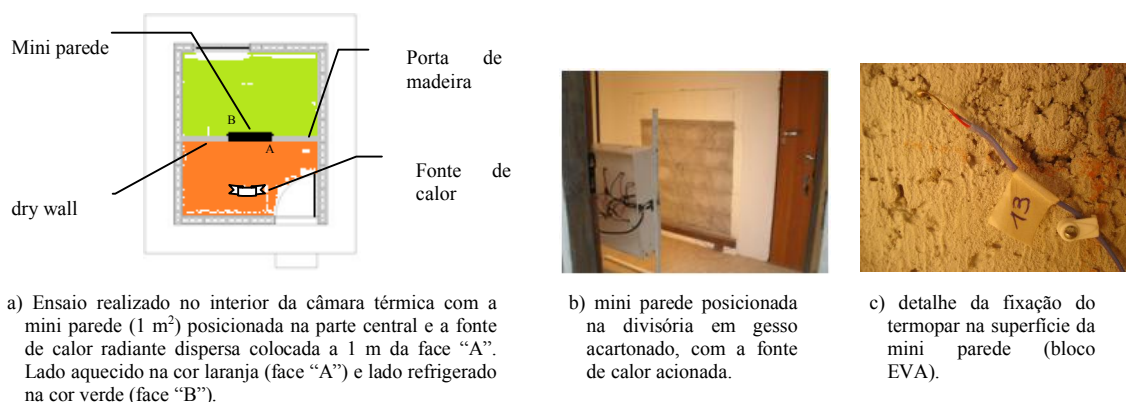 Mini parede
B
A
dry wall
Porta de
madeira
Fonte de
calor
13
a) Ensaio realizado no interior da câmara térmica com a
mini parede (1 m²) posicionada na parte central e a fonte
de calor radiante dispersa colocada a 1 m da face “A”.
Lado aquecido na cor laranja (face “A”) e lado refrigerado
na cor verde (face “B”).
b) mini parede posicionada
na divisória em gesso
acartonado, com a fonte
de calor acionada.
c) detalhe da fixação do
termopar na superfície da
mini parede (bloco
EVA).